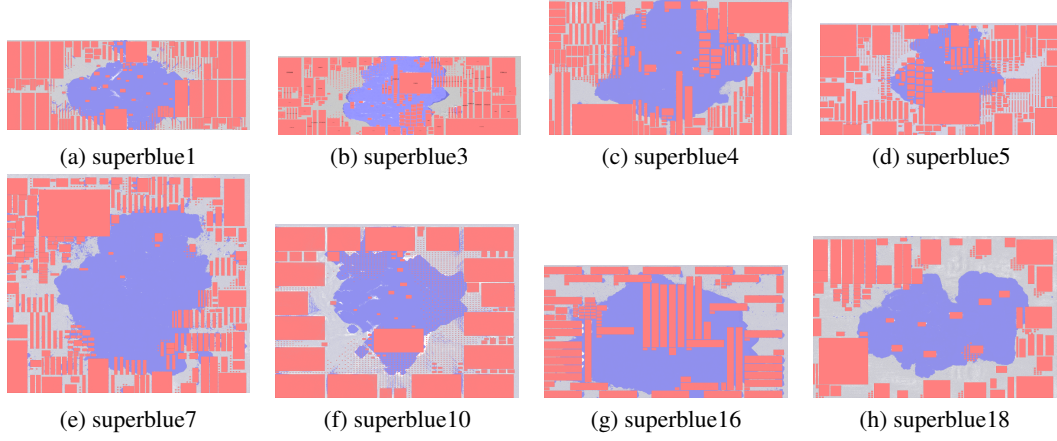 (a) superblue1
(b) superblue3
(c) superblue4
(d) superblue5
(e) superblue7
(f) superblue10
(g) superblue16
(h) superblue18